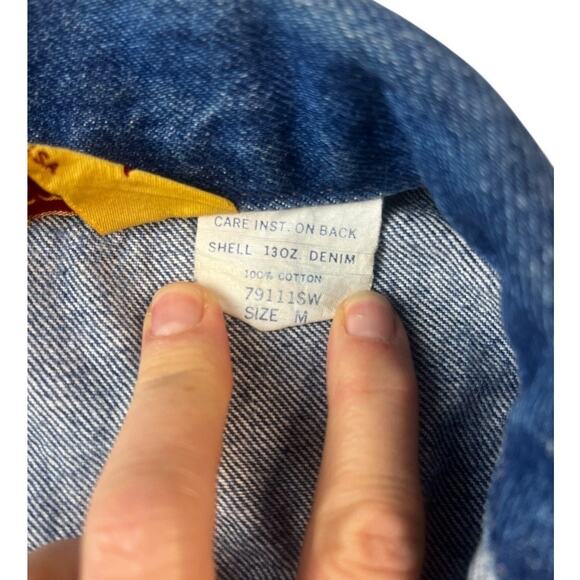 CARE INST. ON BACK
SHELL 13OZ. DENIM
100% COTTON
79111SW
SIZE M